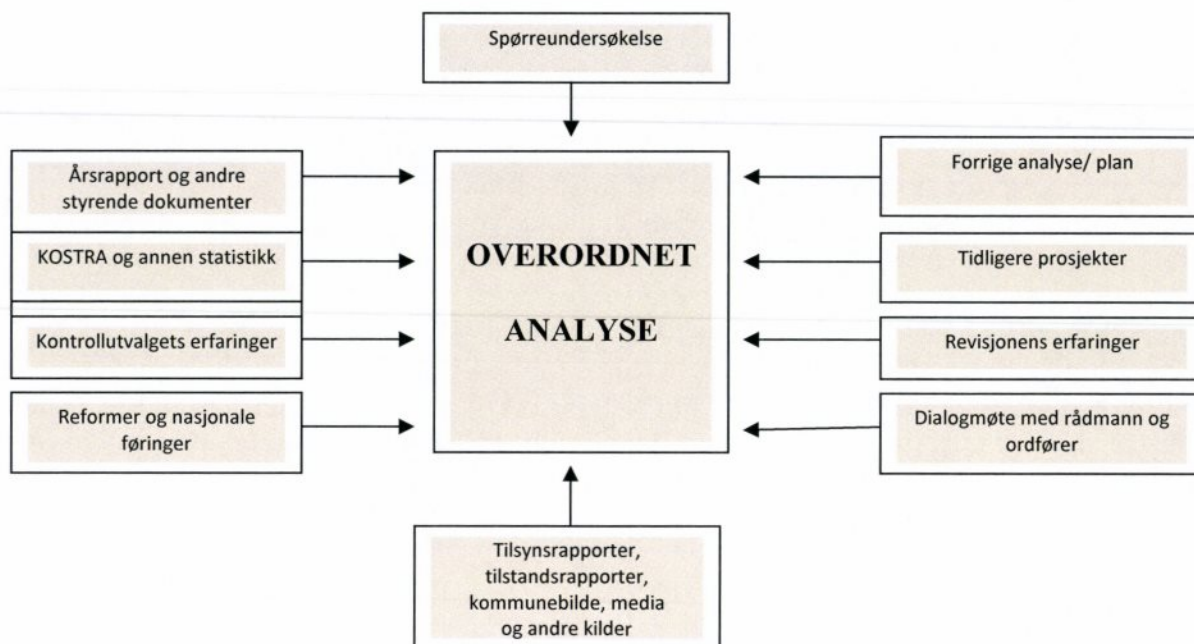 Spørreundersøkelse
Årsrapport og andre
styrende dokumenter
KOSTRA og annen statistikk
Kontrollutvalgets erfaringer
Reformer og nasjonale
føringer
OVERORDNET
ANALYSE
Forrige analyse/ plan
Tidligere prosjekter
Revisjonens erfaringer
Dialogmøte med rådmann og
ordfører
Tilsynsrapporter,
tilstandsrapporter,
kommunebilde, media
og andre kilder